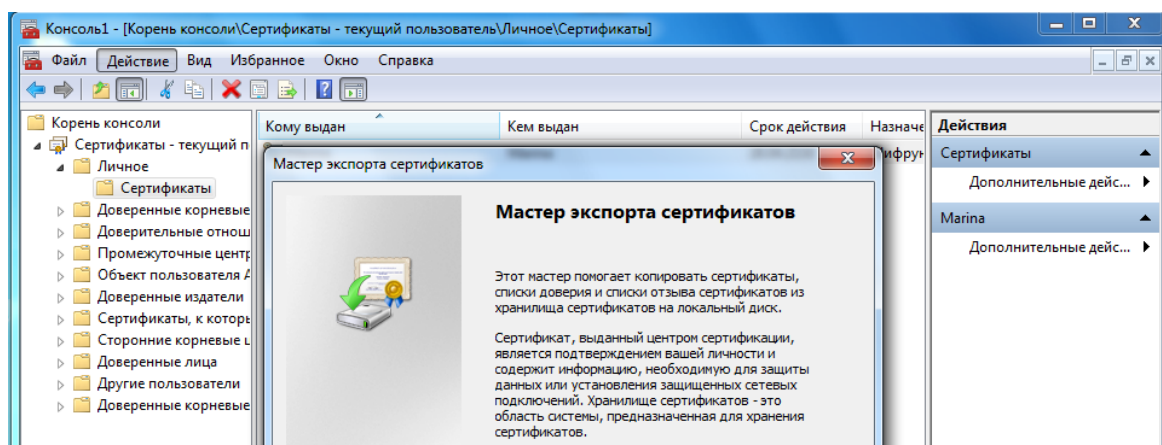 Консоль1 - [Корень консоли\Сертификаты - текущий пользователь\Личное\Сертификаты]
Файл Действие Вид Избранное Окно Справка
Корень консоли
Сертификаты - текущий п
Личное
Сертификаты
Доверенные корневые
Доверительные отнош
Промежуточные центр
Объект пользователя A
Доверенные издатели
Сертификаты, к которы
Сторонние корневые ц
Доверенные лица
Другие пользователи
Доверенные корневые
Кому выдан Кем выдан Срок действия Назначе
Шифрун
Мастер экспорта сертификатов
Мастер экспорта сертификатов
Этот мастер помогает копировать сертификаты,
списки доверия и списки отзыва сертификатов из
хранилища сертификатов на локальный диск.
Сертификат, выданный центром сертификации,
является подтверждением вашей личности и
содержит информацию, необходимую для защиты
данных или установления защищенных сетевых
подключений. Хранилище сертификатов - это
область системы, предназначенная для хранения
сертификатов.
Действия
Сертификаты
Дополнительные дейс...
Marina
Дополнительные дейс...